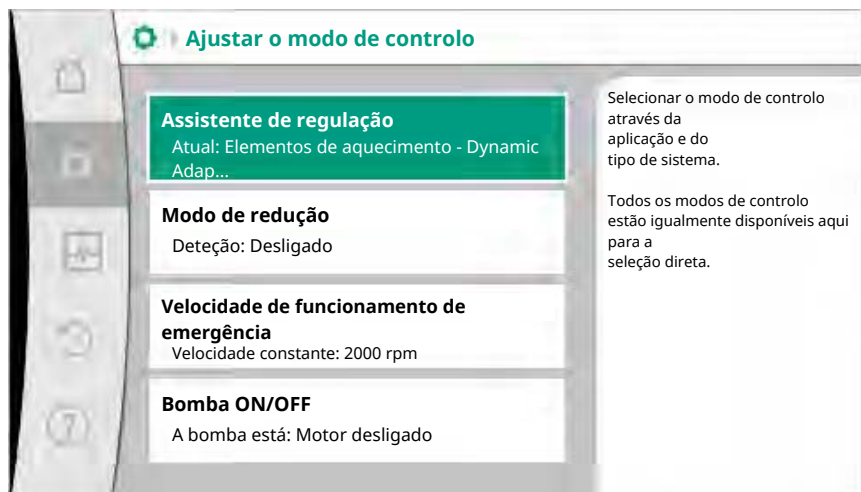 Ajustar o modo de controlo
Assistente de regulação
Atual: Elementos de aquecimento - Dynamic
Adap...
Modo de redução
Deteção: Desligado
Velocidade de funcionamento de
emergência
Velocidade constante: 2000 rpm
Bomba ON/OFF
A bomba está: Motor desligado
Selecionar o modo de controlo
através da
aplicação e do
tipo de sistema.
Todos os modos de controlo
estão igualmente disponíveis aqui
para a
seleção direta.